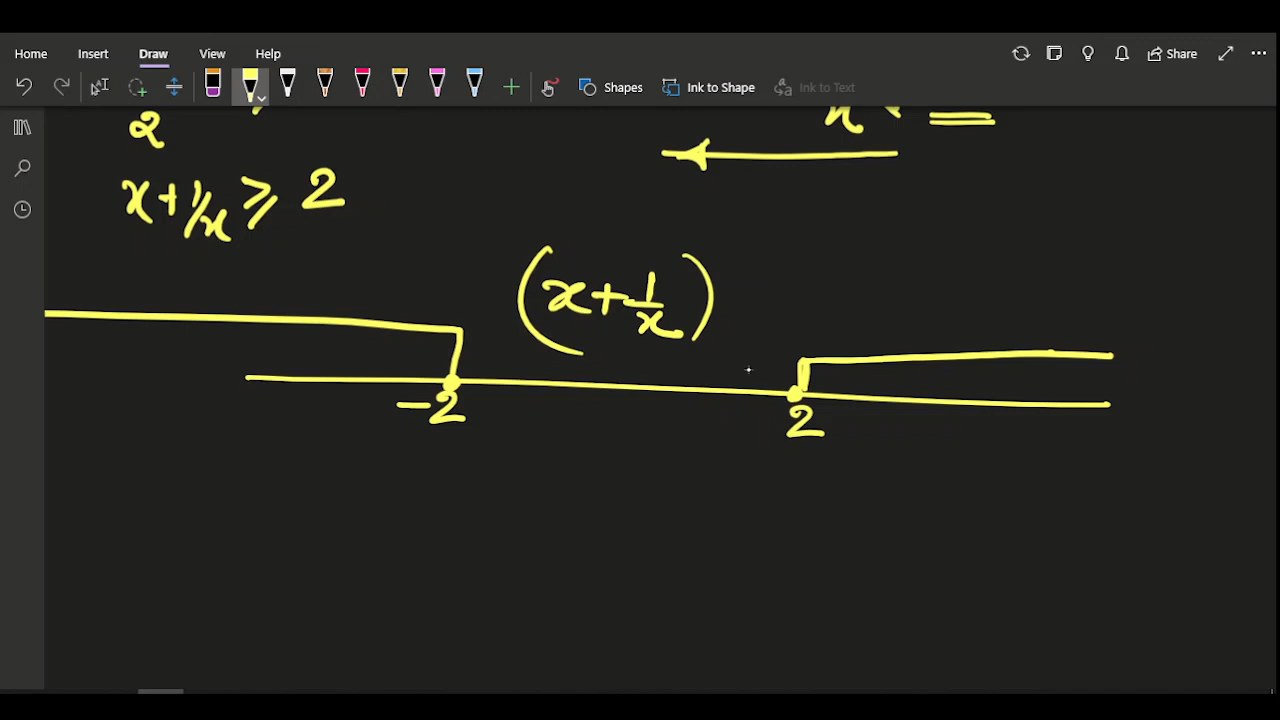 Home Insert Draw View Help
Share
Shapes Ink to Shape Ink to Text
2
x + 1/x ⩾ 2
(x + 1/x)
-2 2